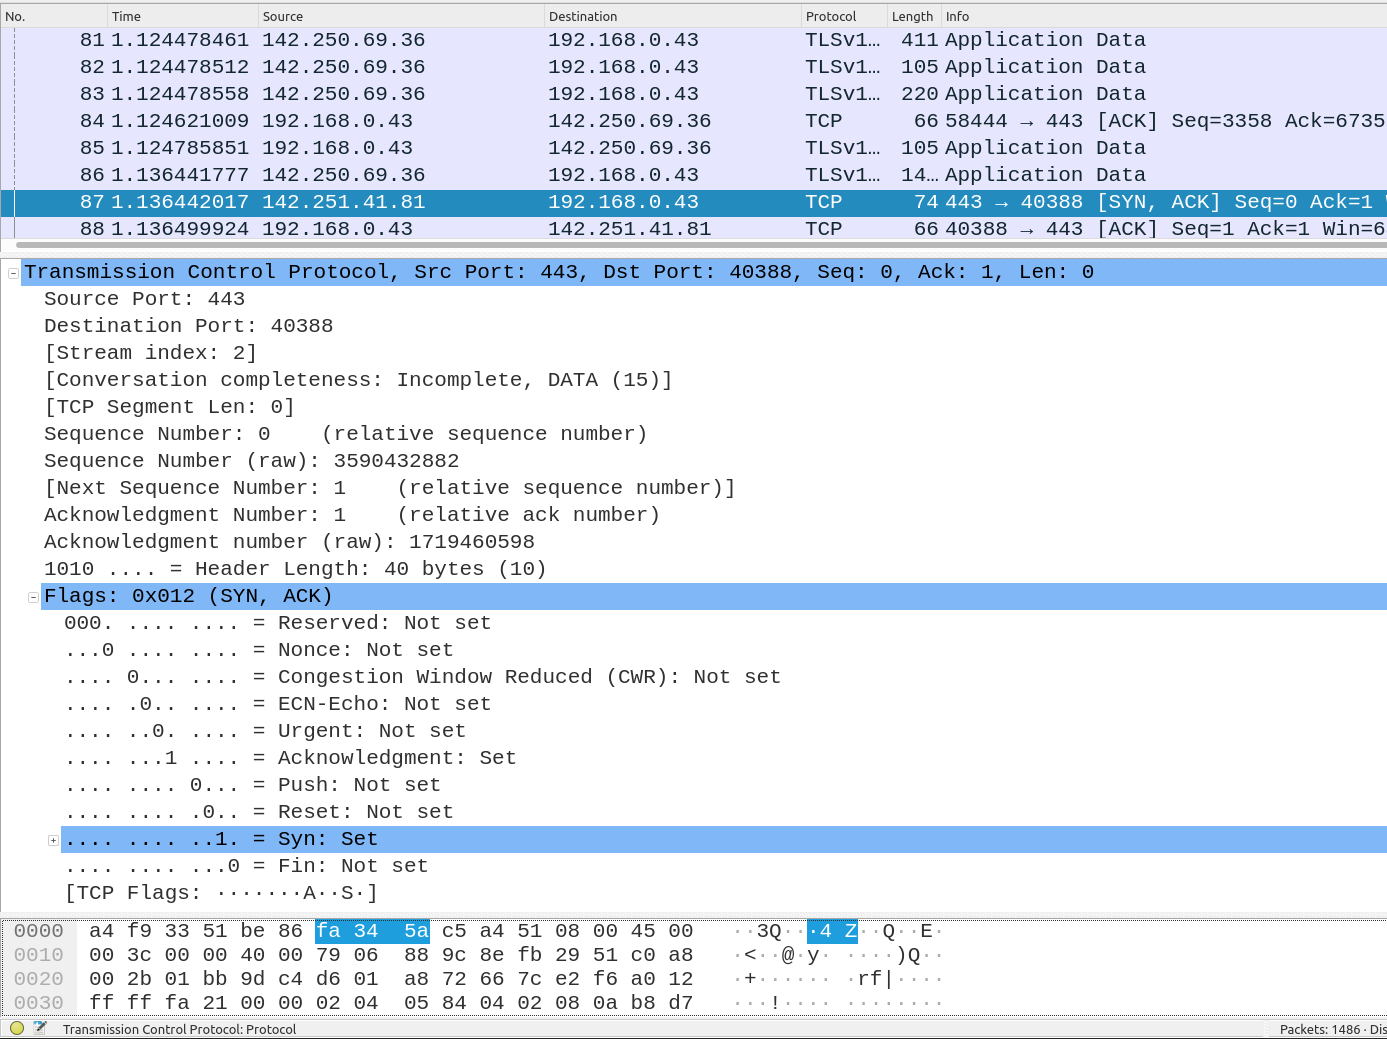 No. Time Source Destination Protocol Length Info
81 1.124478461 142.250.69.36 192.168.0.43 TLSv1… 411 Application Data
82 1.124478512 142.250.69.36 192.168.0.43 TLSv1… 105 Application Data
83 1.124478558 142.250.69.36 192.168.0.43 TLSv1… 220 Application Data
84 1.124621009 192.168.0.43 142.250.69.36 TCP 66 58444 → 443 [ACK] Seq=3358 Ack=6735
85 1.124785851 192.168.0.43 142.250.69.36 TLSv1… 105 Application Data
86 1.136441777 142.250.69.36 192.168.0.43 TLSv1… 14… Application Data
87 1.136442017 142.251.41.81 192.168.0.43 TCP 74 443 → 40388 [SYN, ACK] Seq=0 Ack=1
88 1.136499924 192.168.0.43 142.251.41.81 TCP 66 40388 → 443 [ACK] Seq=1 Ack=1 Win=6
Transmission Control Protocol, Src Port: 443, Dst Port: 40388, Seq: 0, Ack: 1, Len: 0
Source Port: 443
Destination Port: 40388
[Stream index: 2]
[Conversation completeness: Incomplete, DATA (15)]
[TCP Segment Len: 0]
Sequence Number: 0    (relative sequence number)
Sequence Number (raw): 3590432882
[Next Sequence Number: 1    (relative sequence number)]
Acknowledgment Number: 1    (relative ack number)
Acknowledgment number (raw): 1719460598
1010 .... = Header Length: 40 bytes (10)
Flags: 0x012 (SYN, ACK)
000. .... .... = Reserved: Not set
...0 .... .... = Nonce: Not set
.... 0... .... = Congestion Window Reduced (CWR): Not set
.... .0.. .... = ECN-Echo: Not set
.... ..0. .... = Urgent: Not set
.... ...1 .... = Acknowledgment: Set
.... .... 0... = Push: Not set
.... .... .0.. = Reset: Not set
.... .... ..1. = Syn: Set
.... .... ...0 = Fin: Not set
[TCP Flags: ·······A··S·]
0000 a4 f9 33 51 be 86 fa 34 5a c5 a4 51 08 00 45 00 ··3Q···4 Z··Q··E·
0010 00 3c 00 00 40 00 79 06 88 9c 8e fb 29 51 c0 a8 ·<··@·y· ····)Q··
0020 00 2b 01 bb 9d c4 d6 01 a8 72 66 7c e2 f6 a0 12 ·+······ ·rf|····
0030 ff ff fa 21 00 00 02 04 05 84 04 02 08 0a b8 d7 ···!···· ········
Transmission Control Protocol: Protocol Packets: 1486 · Dis